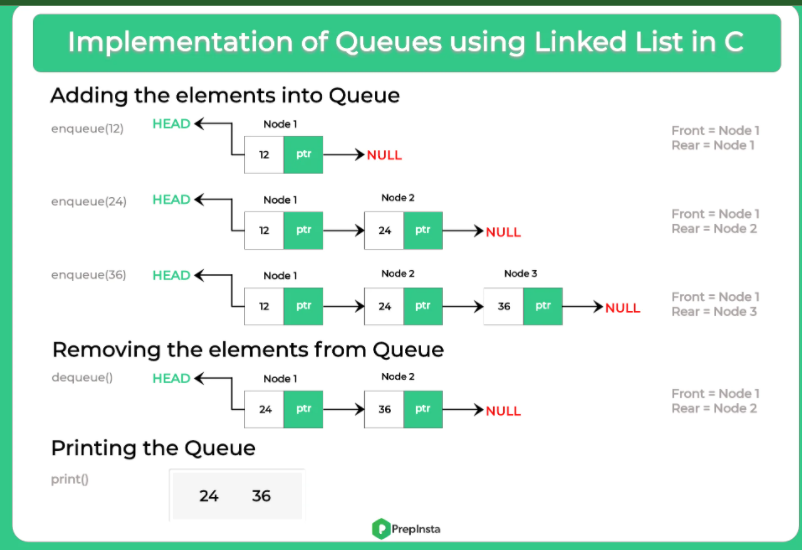 Implementation of Queues using Linked List in C
Adding the elements into Queue
enqueue(12) HEAD Node 1 Front = Node 1
12 ptr NULL Rear = Node 1
enqueue(24) HEAD Node 1 Node 2 Front = Node 1
12 ptr 24 ptr NULL Rear = Node 2
enqueue(36) HEAD Node 1 Node 2 Node 3 Front = Node 1
12 ptr 24 ptr 36 ptr NULL Rear = Node 3
Removing the elements from Queue
dequeue() HEAD Node 1 Node 2 Front = Node 1
24 ptr 36 ptr NULL Rear = Node 2
Printing the Queue
print()
24 36
PrepInsta